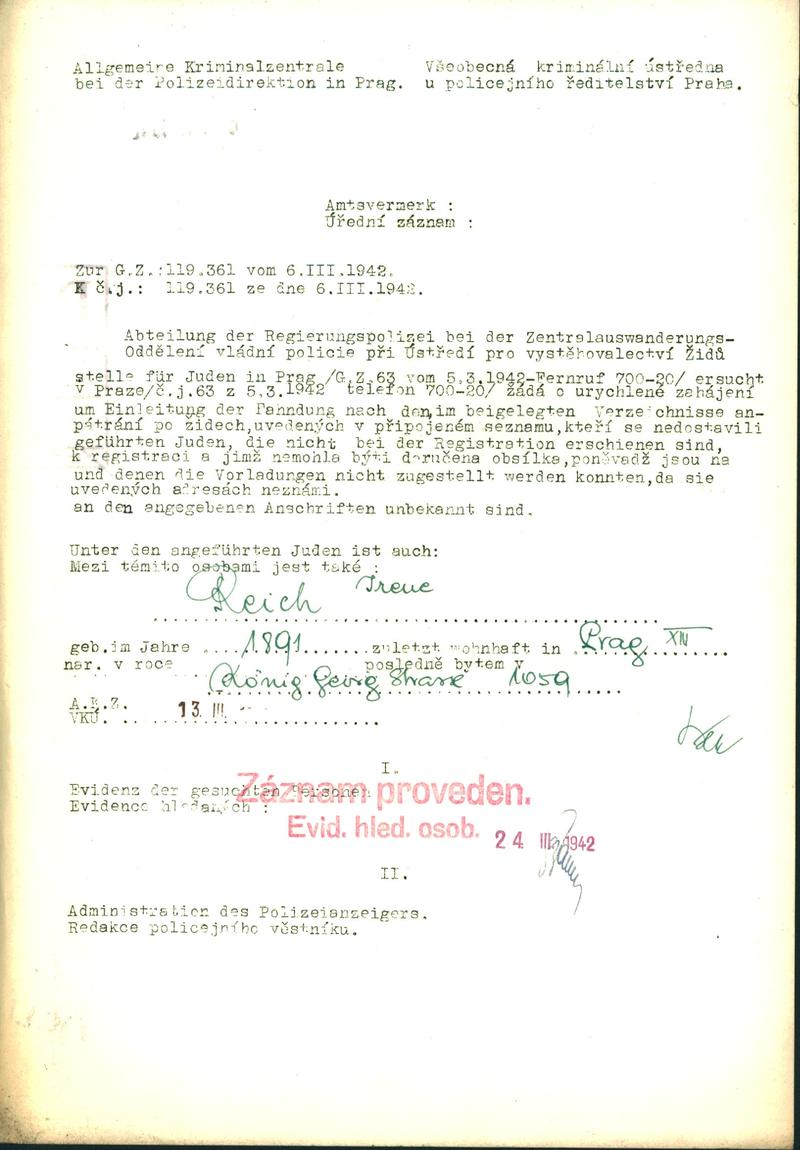 Allgemeine Kriminalzentrale
bei der Polizeidirektion in Prag.
Všeobecná kriminální ústředna
u policejního ředitelství Praha.
Amtsvermerk :
Úřední záznam :
Zur G.Z.:119.361 vom 6.III.1942.
K č.j.: 119.361 ze dne 6.III.1942.
Abteilung der Regierungspolizei bei der Zentralauswanderungs-
Oddělení vládní policie při Ústředí pro vystěhovalectví Židů
stelle für Juden in Prag /G.Z.63 vom 5.3.1942-Fernruf 700-20/ ersucht
v Praze/č.j.63 z 5.3.1942 telefon 700-20/ žádá o urychlené zahájení
um Einleitung der Fahndung nach den,im beigelegten Verzeichnisse an-
pátrání po židech,uvedených v připojeném seznamu,kteří se nedostavili
geführten Juden, die nicht bei der Registration erschienen sind,
k registraci a jimž nemohla býti doručena obsílka,poněvadž jsou na
und denen die Vorladungen nicht zugestellt werden konnten,da sie
uvedených adresách neznámi.
an den angegebenen Anschriften unbekannt sind.
Unter den angeführten Juden ist auch:
Mezi těmito osobami jest také :
Reich Irene
geb.im Jahre ....1891.......zuletzt wohnhaft in Prag XIII
nar. v roce posledně bytem v
König Georg Strasse 1059
A.K.Z.
VKÚ. 13 III.
I.
Evidenz der gesuchten Personen
Evidence hledaných :
Záznam proveden.
Evid. hled. osob.
24 III 1942
II.
Administration des Polizeianzeigers.
Redakce policejního věstníku.